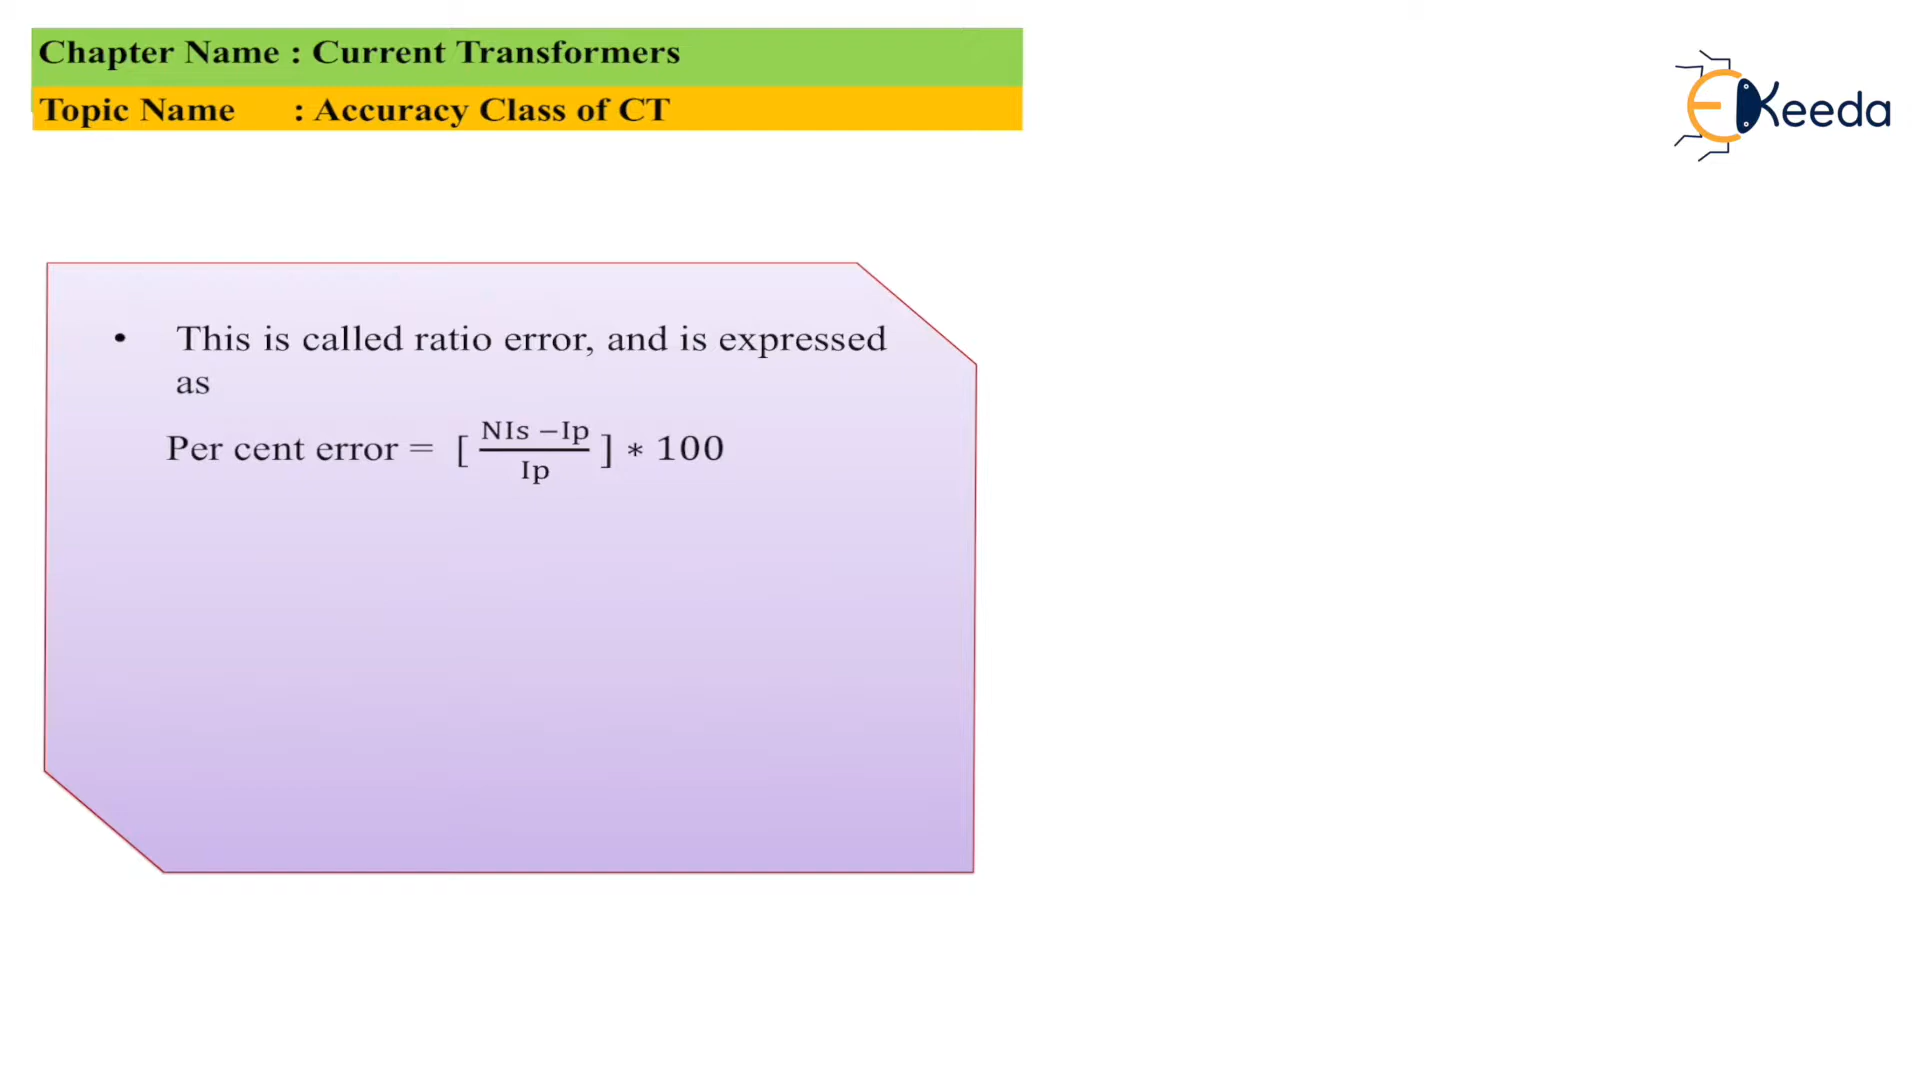 Chapter Name : Current Transformers
Topic Name : Accuracy Class of CT
EKeeda
• This is called ratio error, and is expressed
as
Per cent error = [ NIs −Ip / Ip ] ∗ 100